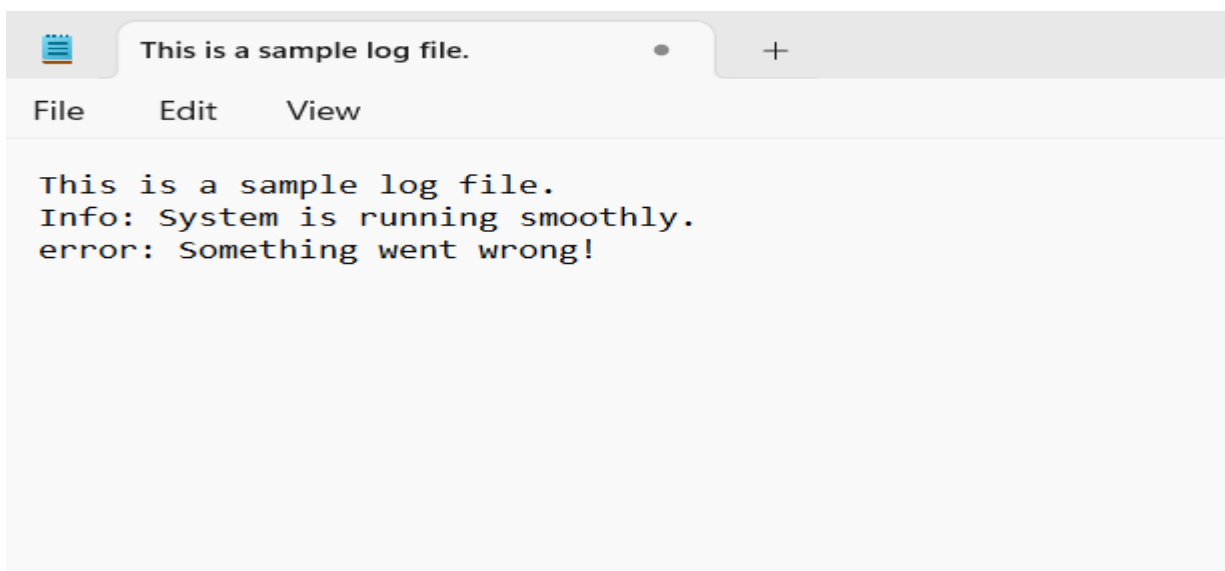 This is a sample log file.
File Edit View
This is a sample log file.
Info: System is running smoothly.
error: Something went wrong!